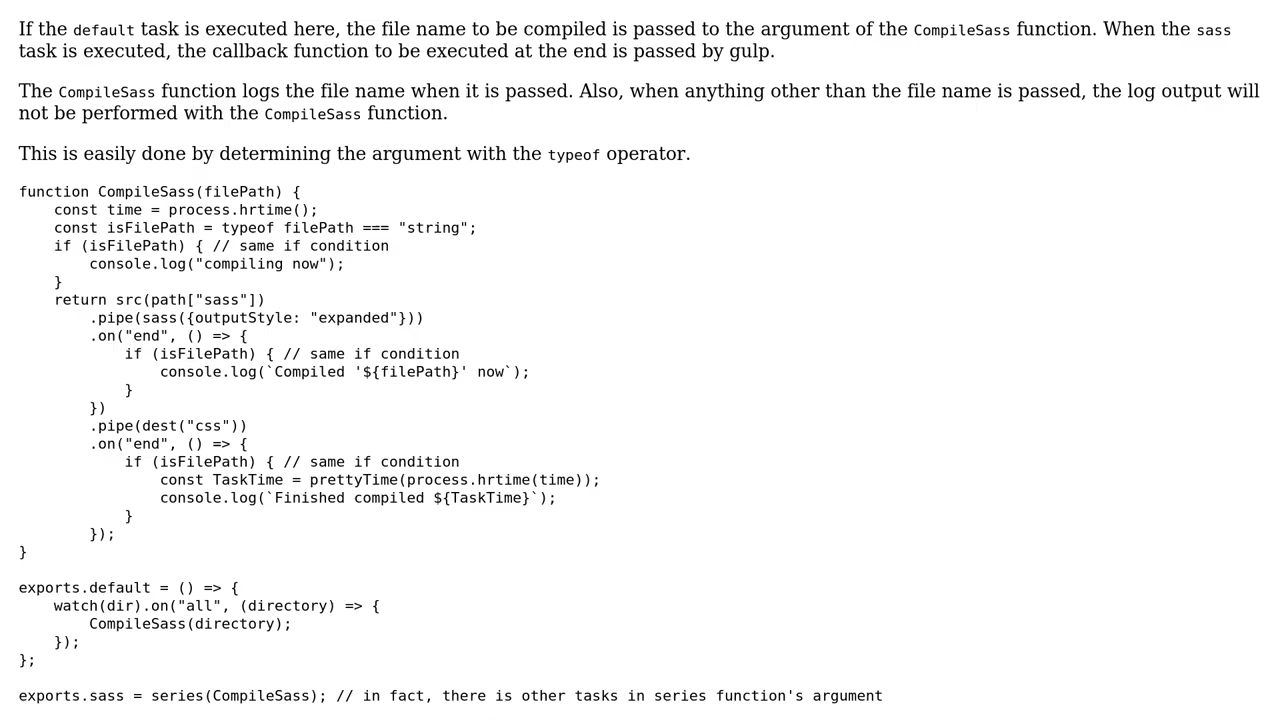 If the default task is executed here, the file name to be compiled is passed to the argument of the CompileSass function. When the sass
task is executed, the callback function to be executed at the end is passed by gulp.
The CompileSass function logs the file name when it is passed. Also, when anything other than the file name is passed, the log output will
not be performed with the CompileSass function.
This is easily done by determining the argument with the typeof operator.
function CompileSass(filePath) {
    const time = process.hrtime();
    const isFilePath = typeof filePath === "string";
    if (isFilePath) { // same if condition
        console.log("compiling now");
    }
    return src(path["sass"])
        .pipe(sass({outputStyle: "expanded"}))
        .on("end", () => {
            if (isFilePath) { // same if condition
                console.log(`Compiled '${filePath}' now`);
            }
        })
        .pipe(dest("css"))
        .on("end", () => {
            if (isFilePath) { // same if condition
                const TaskTime = prettyTime(process.hrtime(time));
                console.log(`Finished compiled ${TaskTime}`);
            }
        });
}
exports.default = () => {
    watch(dir).on("all", (directory) => {
        CompileSass(directory);
    });
};
exports.sass = series(CompileSass); // in fact, there is other tasks in series function's argument